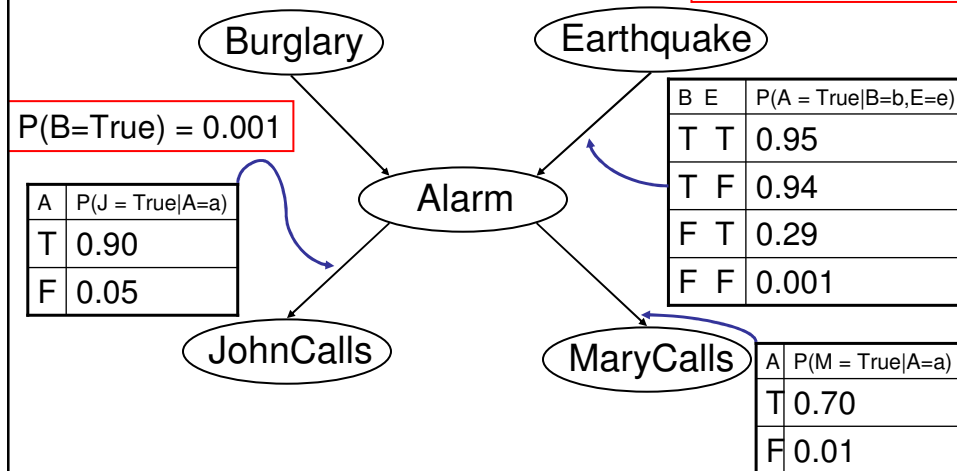 Burglary
Earthquake
P(B=True) = 0.001
B E P(A = True|B=b,E=e)
T T 0.95
T F 0.94
F T 0.29
F F 0.001
Alarm
A P(J = True|A=a)
T 0.90
F 0.05
JohnCalls
MaryCalls
A P(M = True|A=a)
T 0.70
F 0.01